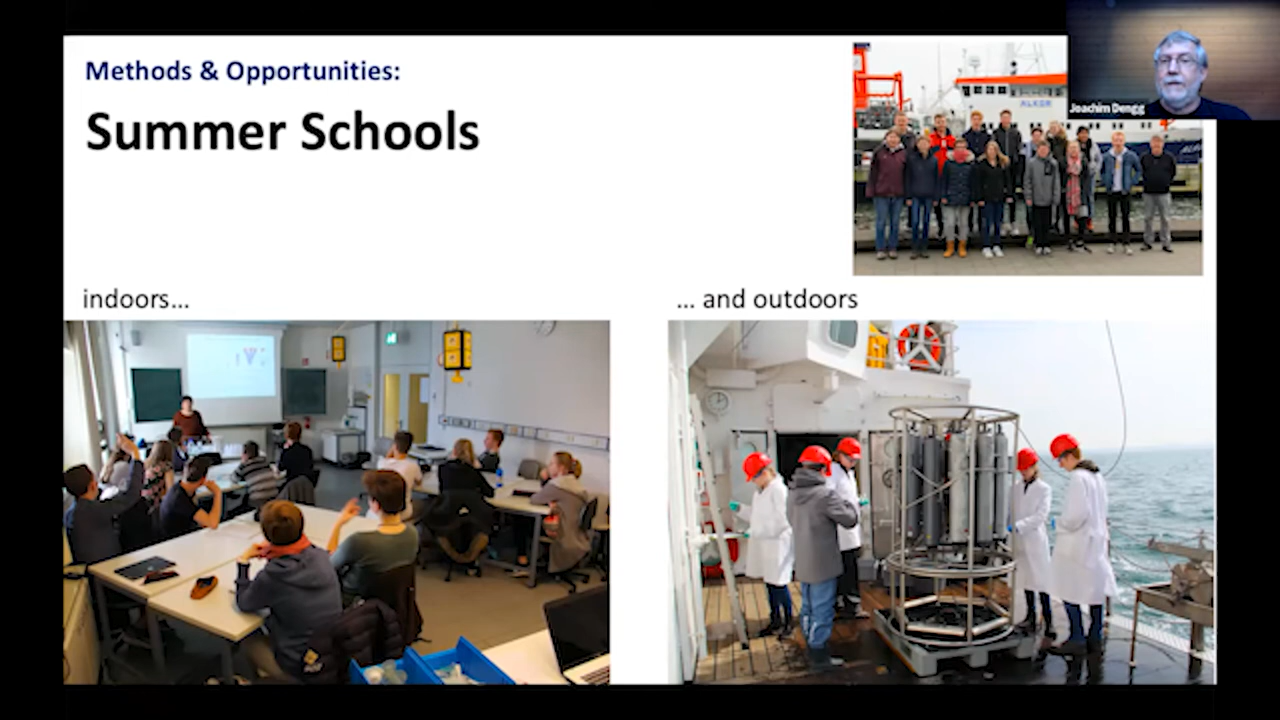 Methods & Opportunities:
Summer Schools
ALKOR
Joachim Dengg
indoors...
... and outdoors